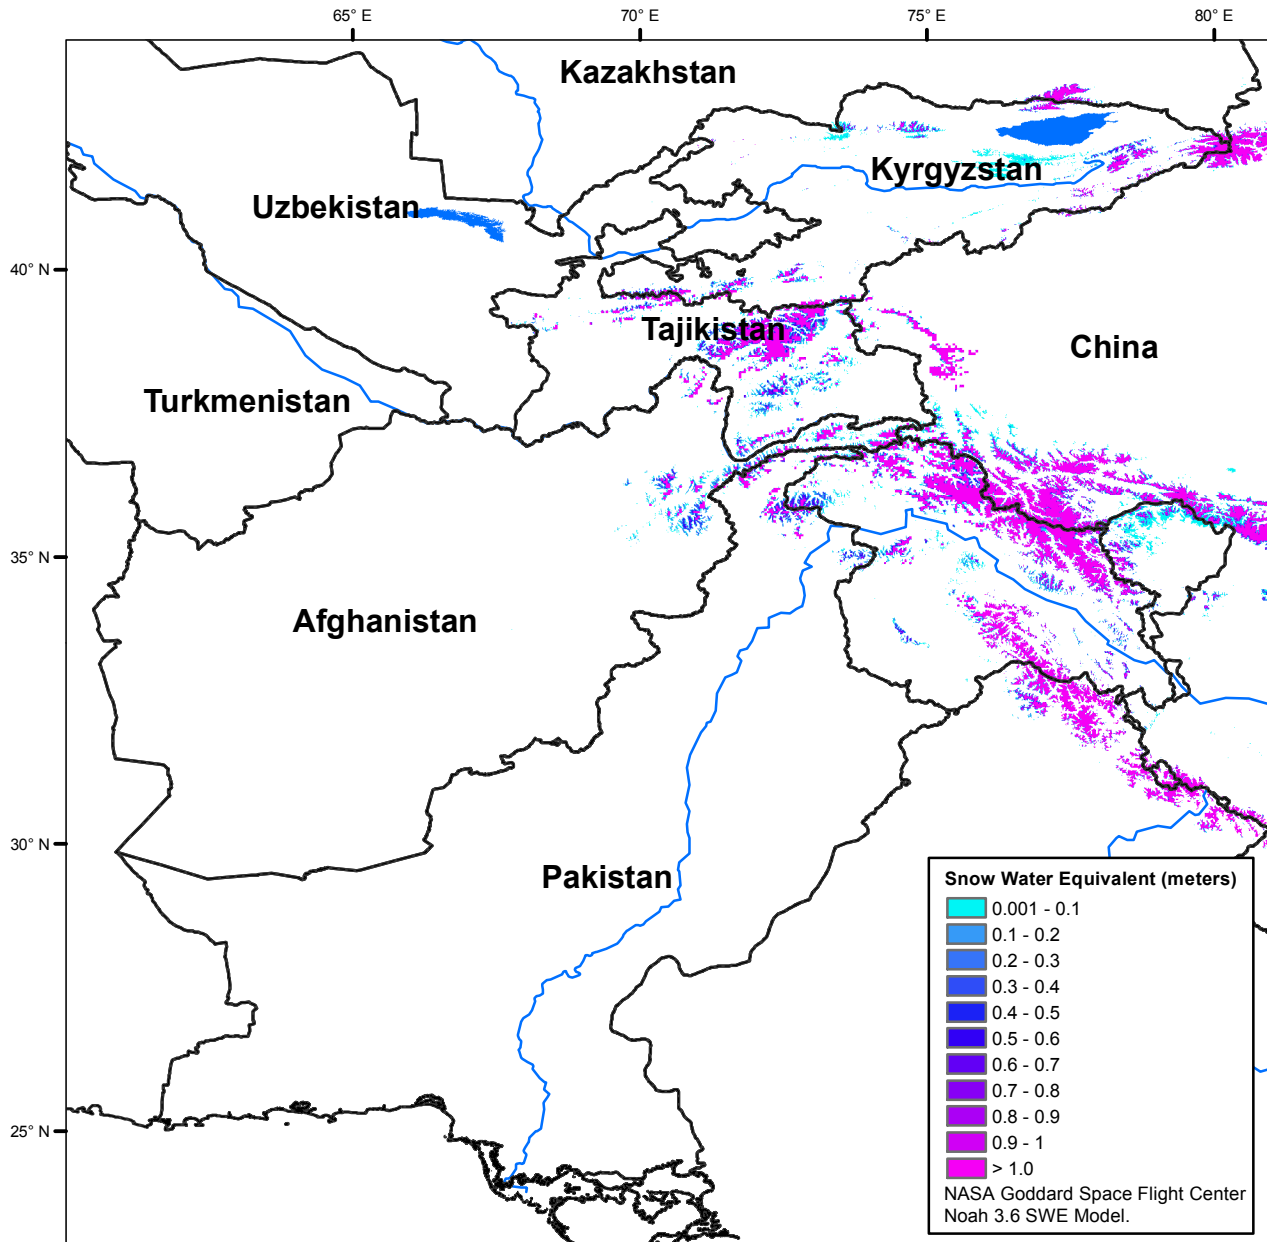 65° E
70° E
75° E
80° E
Kazakhstan
Kyrgyzstan
Uzbekistan
40° N
Tajikistan
China
Turkmenistan
35° N
Afghanistan
30° N
Pakistan
25° N
Snow Water Equivalent (meters)
0.001 - 0.1
0.1 - 0.2
0.2 - 0.3
0.3 - 0.4
0.4 - 0.5
0.5 - 0.6
0.6 - 0.7
0.7 - 0.8
0.8 - 0.9
0.9 - 1
> 1.0
NASA Goddard Space Flight Center
Noah 3.6 SWE Model.